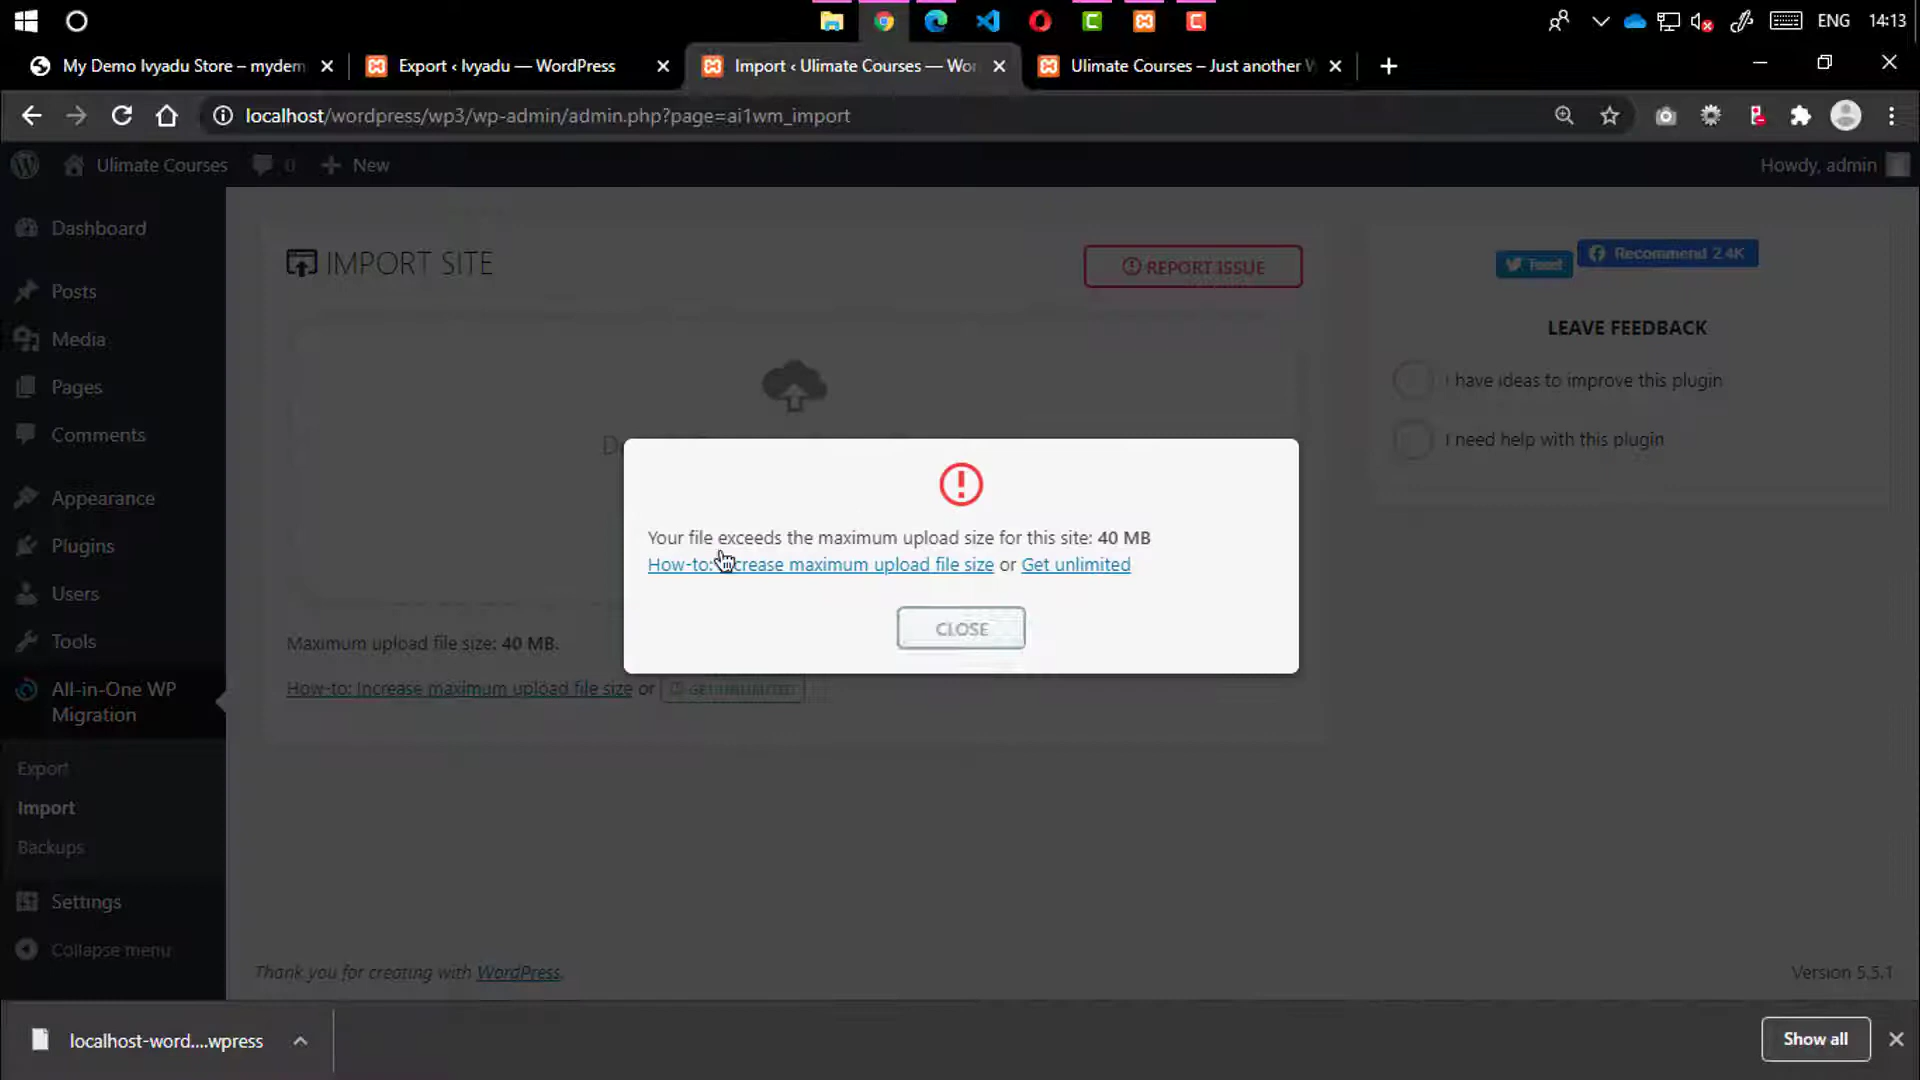 ENG
14:13
My Demo Ivyadu Store – mydem
Export ‹ Ivyadu — WordPress
Import ‹ Ulimate Courses — Wor
Ulimate Courses – Just another W
localhost/wordpress/wp3/wp-admin/admin.php?page=ai1wm_import
Ulimate Courses
0
New
Howdy, admin
Dashboard
Posts
Media
Pages
Comments
Appearance
Plugins
Users
Tools
All-in-One WP
Migration
Export
Import
Backups
Settings
Collapse menu
IMPORT SITE
REPORT ISSUE
Your file exceeds the maximum upload size for this site: 40 MB
How-to: Increase maximum upload file size or Get unlimited
CLOSE
Maximum upload file size: 40 MB.
How-to: Increase maximum upload file size or GET UNLIMITED
Tweet
Recommend 2.4K
LEAVE FEEDBACK
I have ideas to improve this plugin
I need help with this plugin
Thank you for creating with WordPress.
Version 5.5.1
localhost-word....wpress
Show all